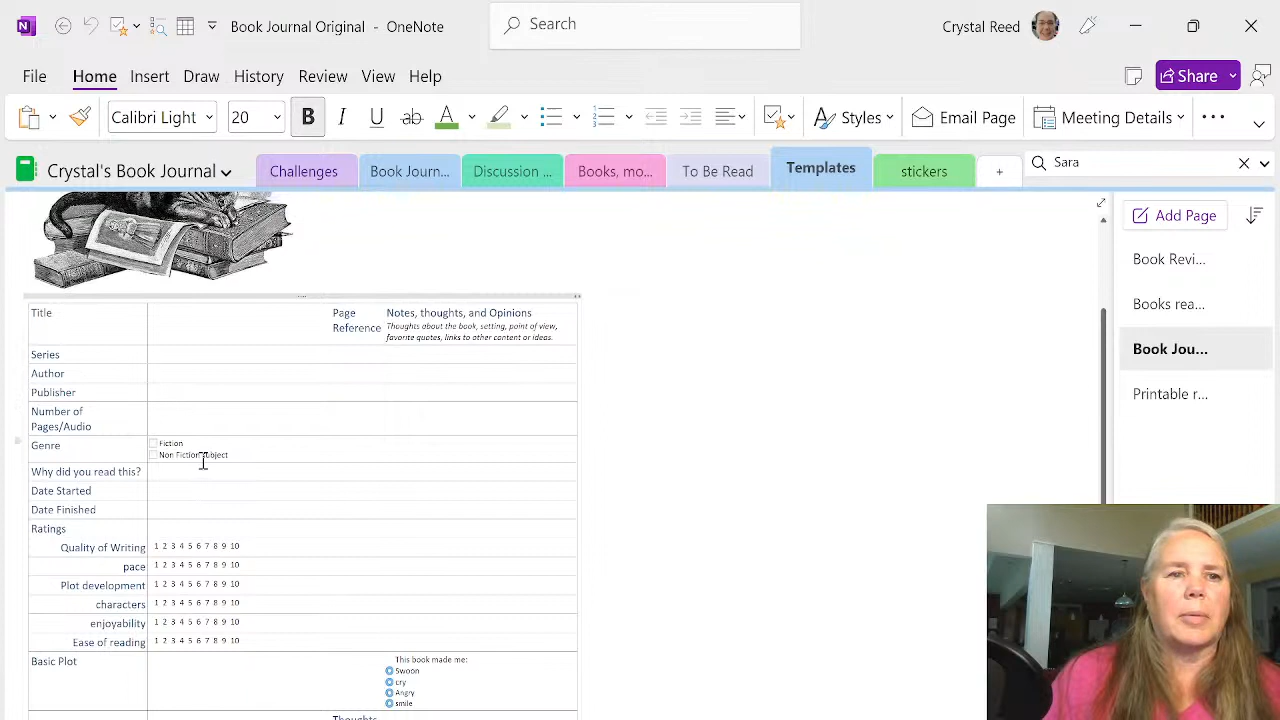 Book Journal Original - OneNote
Search
Crystal Reed
File Home Insert Draw History Review View Help
Share
Calibri Light
20
B I U ab A
Styles
Email Page
Meeting Details
Crystal's Book Journal
Challenges
Book Journ...
Discussion ...
Books, mo...
To Be Read
Templates
stickers
+
Sara
Add Page
Book Revi...
Books rea...
Book Jou...
Printable r...
Title
Page
Reference
Notes, thoughts, and Opinions
Thoughts about the book, setting, point of view,
favorite quotes, links to other content or ideas.
Series
Author
Publisher
Number of
Pages/Audio
Genre
Fiction
Non Fiction
Why did you read this?
Date Started
Date Finished
Ratings
Quality of Writing 1 2 3 4 5 6 7 8 9 10
pace 1 2 3 4 5 6 7 8 9 10
Plot development 1 2 3 4 5 6 7 8 9 10
characters 1 2 3 4 5 6 7 8 9 10
enjoyability 1 2 3 4 5 6 7 8 9 10
Ease of reading 1 2 3 4 5 6 7 8 9 10
Basic Plot
This book made me:
Swoon
cry
Angry
smile
Thoughts